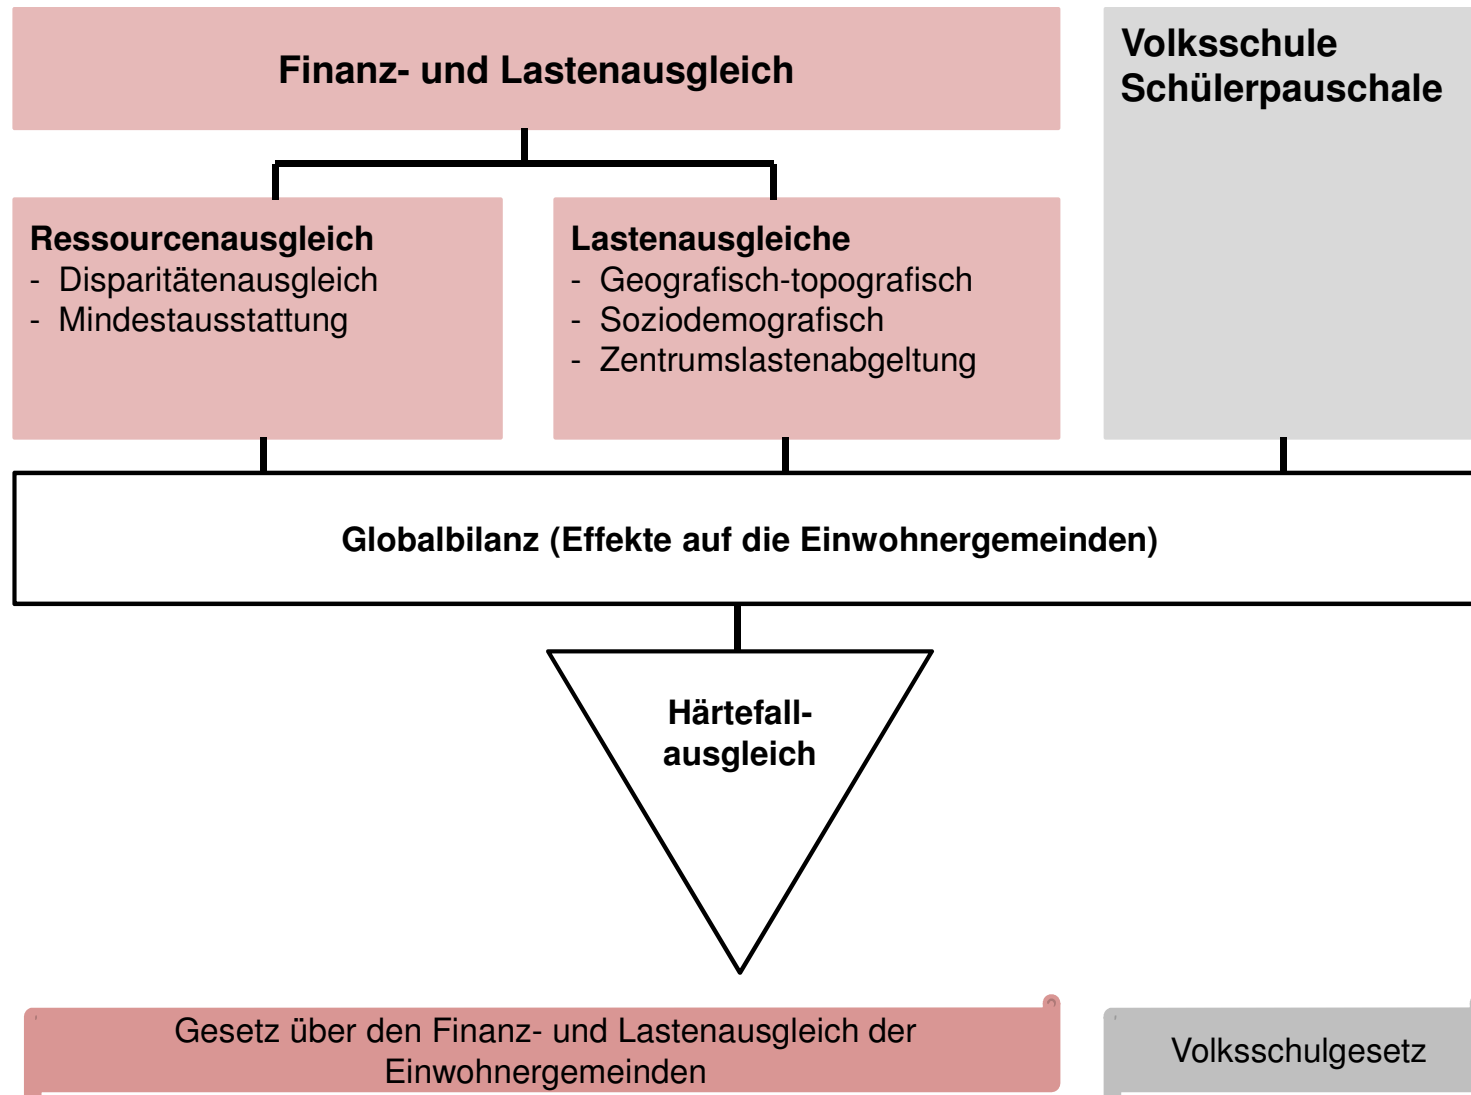 Finanz- und Lastenausgleich
Volksschule
Schülerpauschale
Ressourcenausgleich
- Disparitätenausgleich
- Mindestausstattung
Lastenausgleiche
- Geografisch-topografisch
- Soziodemografisch
- Zentrumslastenabgeltung
Globalbilanz (Effekte auf die Einwohnergemeinden)
Härtefall-
ausgleich
Gesetz über den Finanz- und Lastenausgleich der
Einwohnergemeinden
Volksschulgesetz